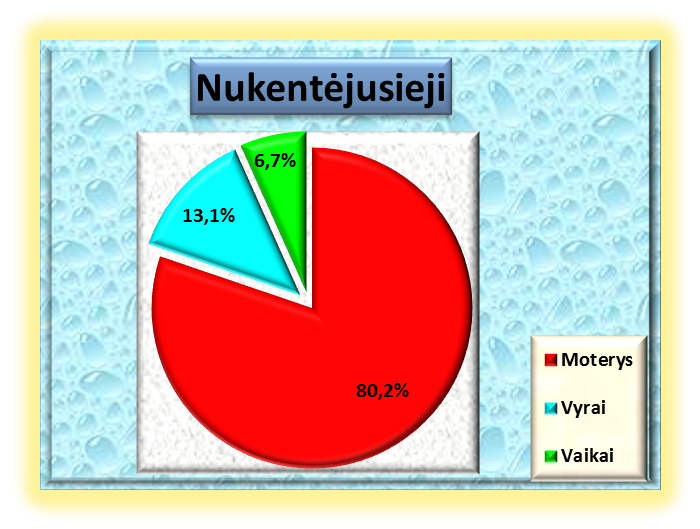 Nukentėjusieji
6,7%
13,1%
80,2%
Moterys
Vyrai
Vaikai